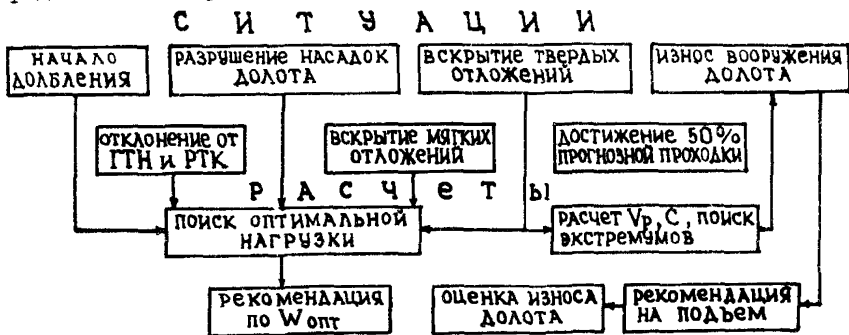 СИТУАЦИИ
НАЧАЛО
ДОЛБЛЕНИЯ
РАЗРУШЕНИЕ НАСАДОК
ДОЛОТА
ВСКРЫТИЕ ТВЕРДЫХ
ОТЛОЖЕНИЙ
ИЗНОС ВООРУЖЕНИЯ
ДОЛОТА
ОТКЛОНЕНИЕ ОТ
ГТН И РТК
ВСКРЫТИЕ МЯГКИХ
ОТЛОЖЕНИЙ
ДОСТИЖЕНИЕ 50%
ПРОГНОЗНОЙ ПРОХОДКИ
РАСЧЕТЫ
ПОИСК ОПТИМАЛЬНОЙ
НАГРУЗКИ
РАСЧЕТ Vр, С, ПОИСК
ЭКСТРЕМУМОВ
РЕКОМЕНДАЦИЯ
ПО Wопт
ОЦЕНКА ИЗНОСА
ДОЛОТА
РЕКОМЕНДАЦИЯ
НА ПОДЪЕМ